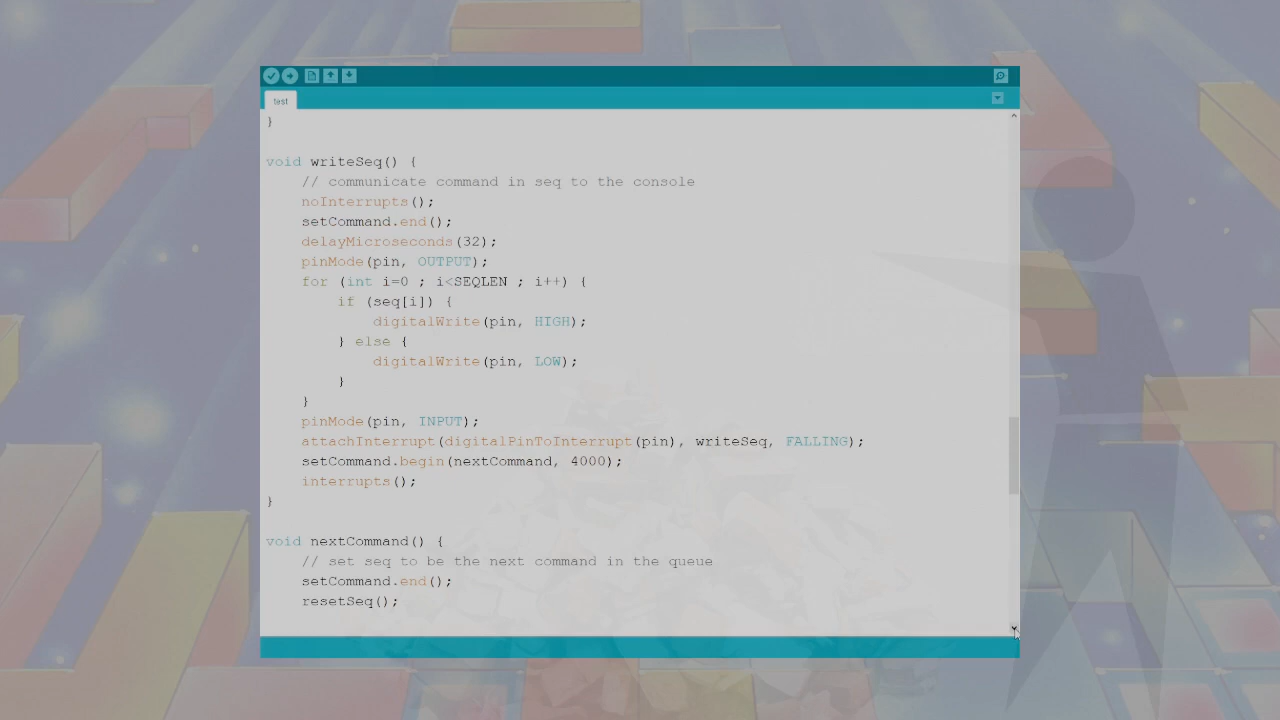 test
}
void writeSeq() {
// communicate command in seq to the console
noInterrupts();
setCommand.end();
delayMicroseconds(32);
pinMode(pin, OUTPUT);
for (int i=0 ; i<SEQLEN ; i++) {
if (seq[i]) {
digitalWrite(pin, HIGH);
} else {
digitalWrite(pin, LOW);
}
}
pinMode(pin, INPUT);
attachInterrupt(digitalPinToInterrupt(pin), writeSeq, FALLING);
setCommand.begin(nextCommand, 4000);
interrupts();
}
void nextCommand() {
// set seq to be the next command in the queue
setCommand.end();
resetSeq();